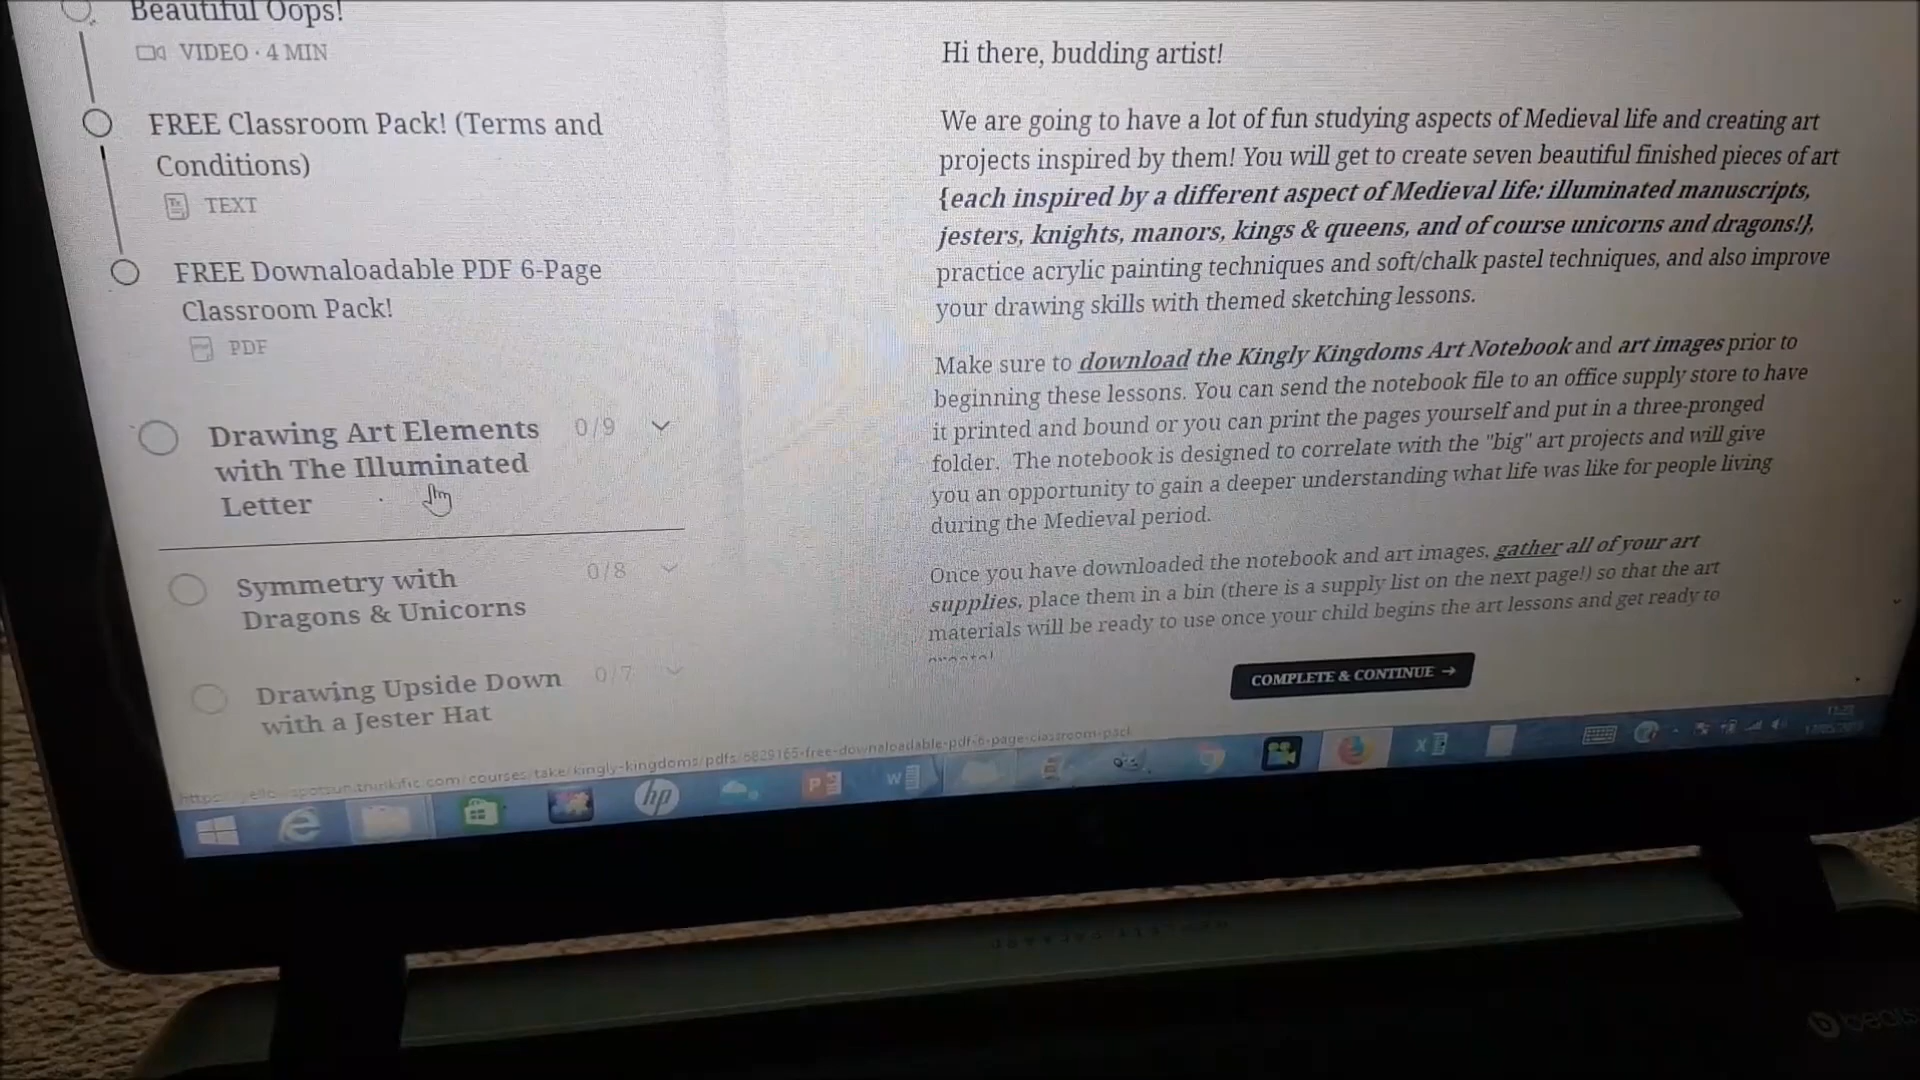 Beautiful Oops!
VIDEO · 4 MIN
FREE Classroom Pack! (Terms and
Conditions)
TEXT
FREE Downaloadable PDF 6-Page
Classroom Pack!
PDF
Drawing Art Elements
with The Illuminated
Letter
0/9
Symmetry with
Dragons & Unicorns
0/8
Drawing Upside Down
with a Jester Hat
0/7
Hi there, budding artist!
We are going to have a lot of fun studying aspects of Medieval life and creating art
projects inspired by them! You will get to create seven beautiful finished pieces of art
{each inspired by a different aspect of Medieval life: illuminated manuscripts,
jesters, knights, manors, kings & queens, and of course unicorns and dragons!},
practice acrylic painting techniques and soft/chalk pastel techniques, and also improve
your drawing skills with themed sketching lessons.
Make sure to download the Kingly Kingdoms Art Notebook and art images prior to
beginning these lessons. You can send the notebook file to an office supply store to have
it printed and bound or you can print the pages yourself and put in a three-pronged
folder. The notebook is designed to correlate with the "big" art projects and will give
you an opportunity to gain a deeper understanding what life was like for people living
during the Medieval period.
Once you have downloaded the notebook and art images, gather all of your art
supplies, place them in a bin (there is a supply list on the next page!) so that the art
materials will be ready to use once your child begins the art lessons and get ready to
COMPLETE & CONTINUE →
hp
beats